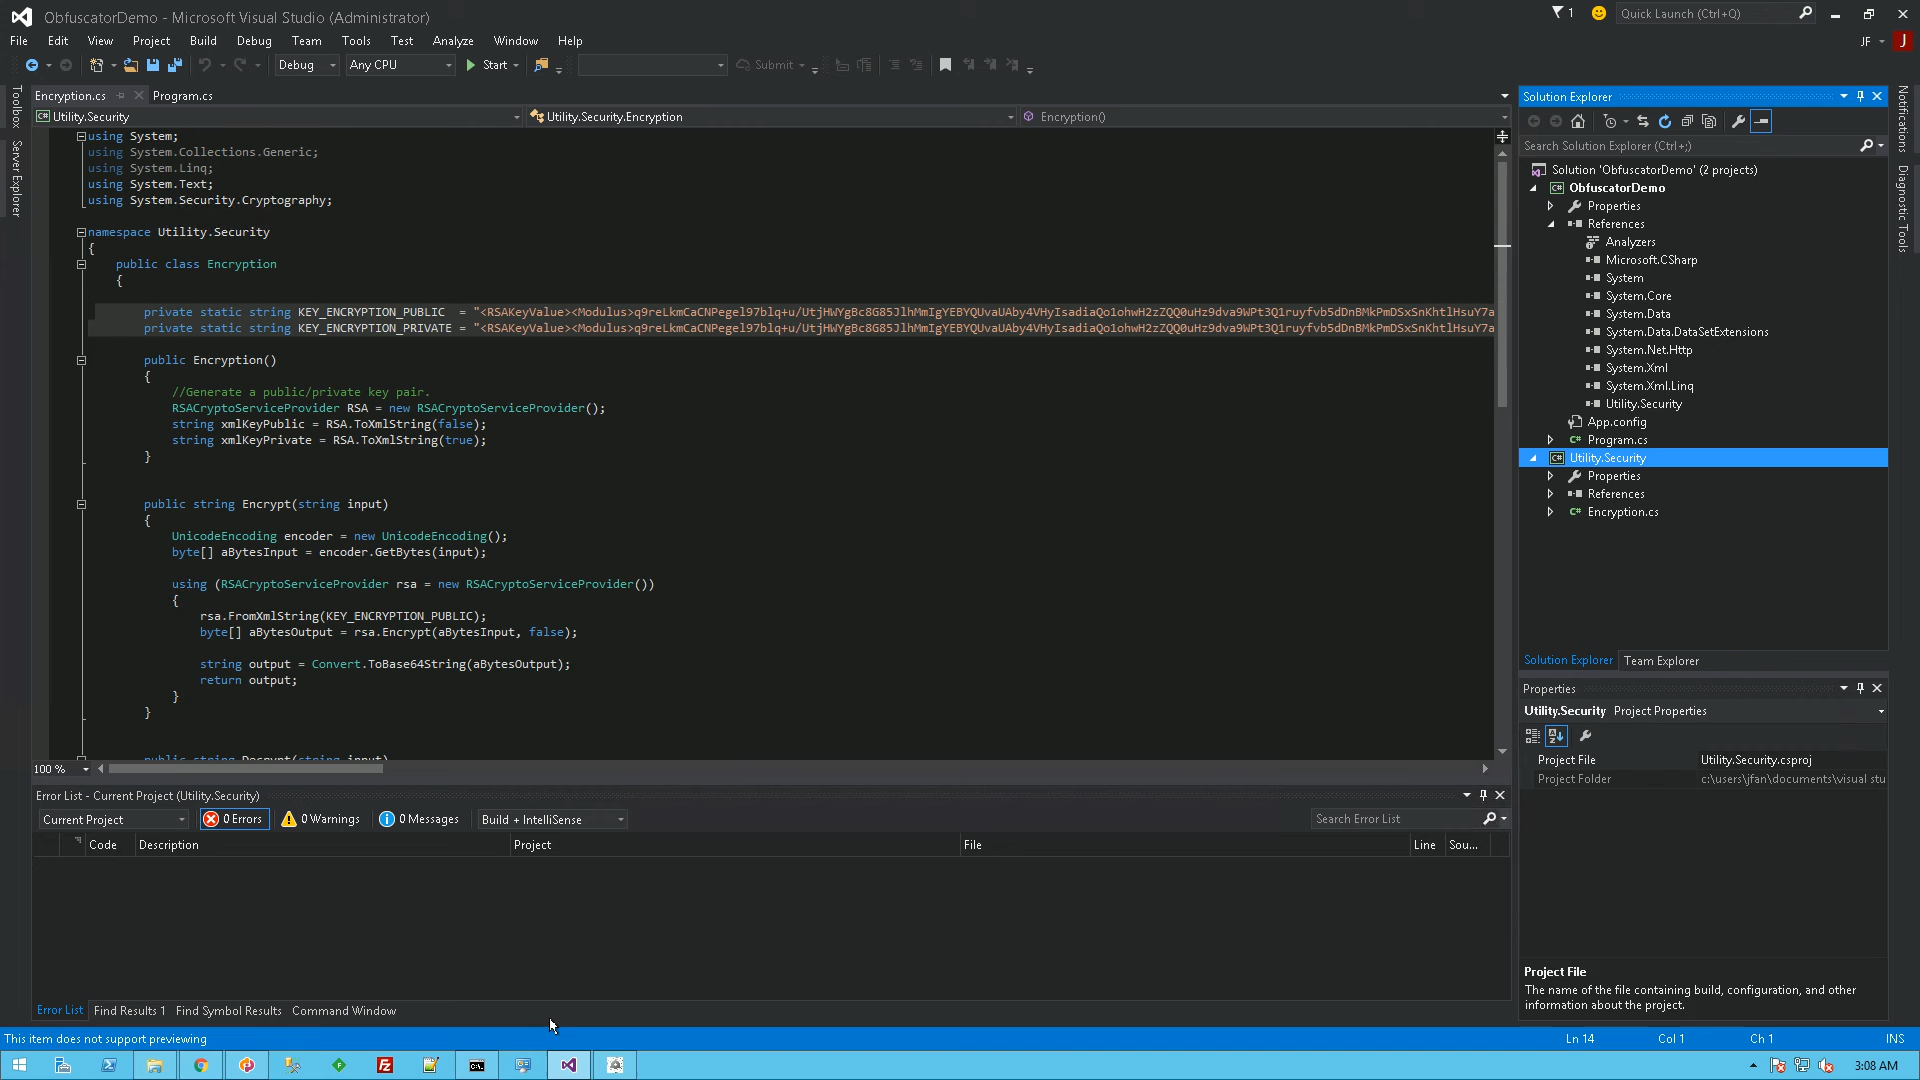 ObfuscatorDemo - Microsoft Visual Studio (Administrator)
1
Quick Launch (Ctrl+Q)
File Edit View Project Build Debug Team Tools Test Analyze Window Help
JF
J
Debug
Any CPU
Start
Submit
Toolbox
Server Explorer
Encryption.cs
Program.cs
Utility.Security
Utility.Security.Encryption
Encryption()
using System;
using System.Collections.Generic;
using System.Linq;
using System.Text;
using System.Security.Cryptography;
namespace Utility.Security
{
public class Encryption
{
private static string KEY_ENCRYPTION_PUBLIC = "<RSAKeyValue><Modulus>
private static string KEY_ENCRYPTION_PRIVATE = "<RSAKeyValue><Modulus>
public Encryption()
{
//Generate a public/private key pair.
RSACryptoServiceProvider RSA = new RSACryptoServiceProvider();
string xmlKeyPublic = RSA.ToXmlString(false);
string xmlKeyPrivate = RSA.ToXmlString(true);
}
public string Encrypt(string input)
{
UnicodeEncoding encoder = new UnicodeEncoding();
byte[] aBytesInput = encoder.GetBytes(input);
using (RSACryptoServiceProvider rsa = new RSACryptoServiceProvider())
{
rsa.FromXmlString(KEY_ENCRYPTION_PUBLIC);
byte[] aBytesOutput = rsa.Encrypt(aBytesInput, false);
string output = Convert.ToBase64String(aBytesOutput);
return output;
}
}
public string Decrypt(string input)
100 %
Error List - Current Project (Utility.Security)
Current Project
0 Errors
0 Warnings
0 Messages
Build + IntelliSense
Search Error List
Code
Description
Project
File
Line
Sou...
Error List
Find Results 1
Find Symbol Results
Command Window
Solution Explorer
Search Solution Explorer (Ctrl+;)
Solution 'ObfuscatorDemo' (2 projects)
ObfuscatorDemo
Properties
References
Analyzers
Microsoft.CSharp
System
System.Core
System.Data
System.Data.DataSetExtensions
System.Net.Http
System.Xml
System.Xml.Linq
Utility.Security
App.config
Program.cs
Utility.Security
Properties
References
Encryption.cs
Solution Explorer
Team Explorer
Properties
Utility.Security Project Properties
Project File
Utility.Security.csproj
Project Folder
c:\users\jfan\documents\visual stu
Project File
The name of the file containing build, configuration, and other
information about the project.
Notifications
Diagnostic Tools
This item does not support previewing
Ln 14
Col 1
Ch 1
INS
3:08 AM